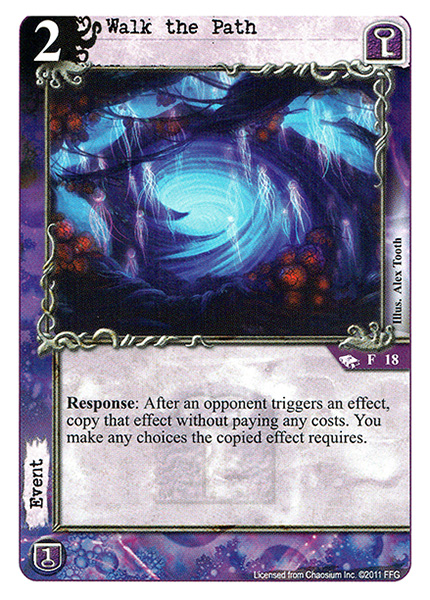 2
Walk the Path
Illus. Alex Tooth
F 18
Response: After an opponent triggers an effect,
copy that effect without paying any costs. You
make any choices the copied effect requires.
Event
1
Licensed from Chaosium Inc. ©2011 FFG